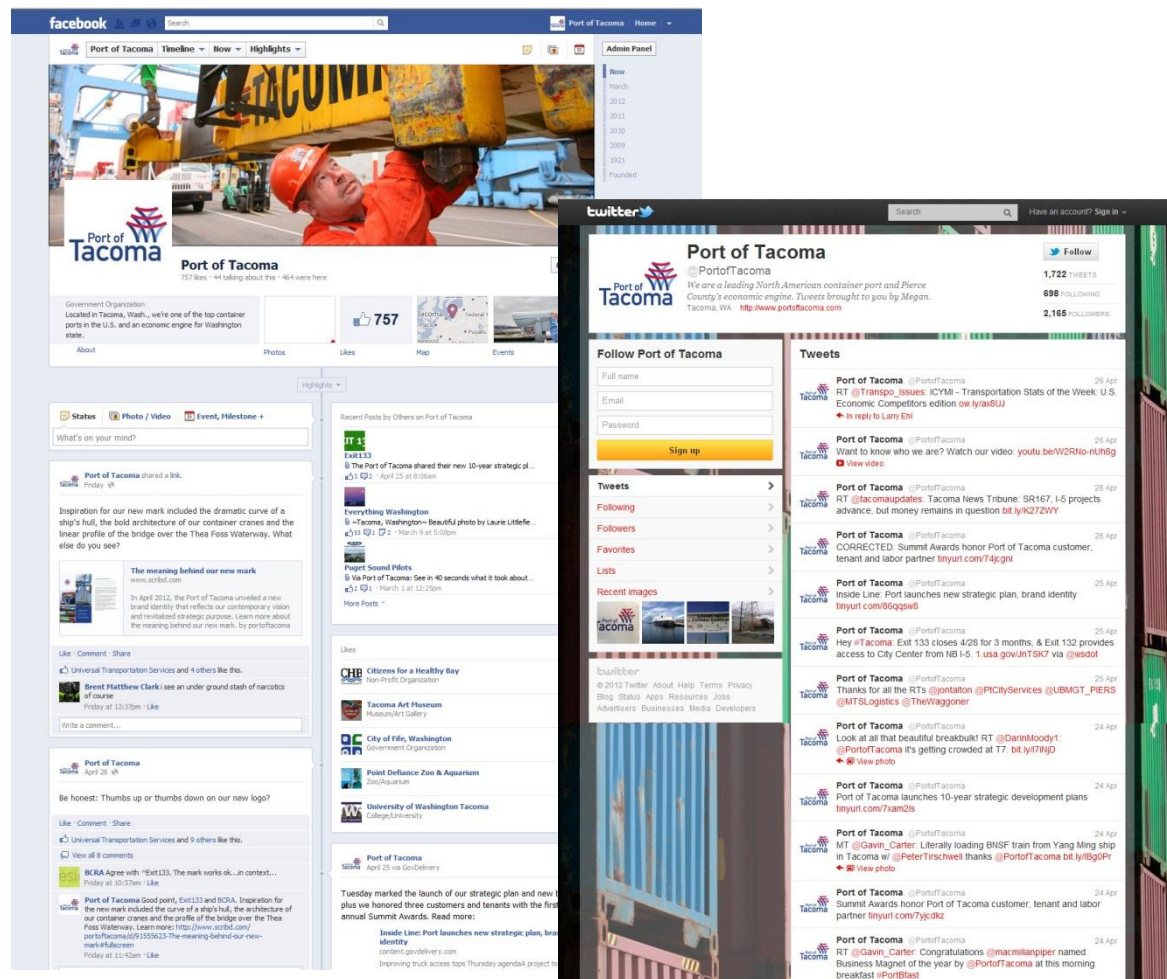 facebook
Search
Port of Tacoma Home
Port of Tacoma Timeline Now Highlights
Admin Panel
Now
March
2012
2011
2010
2009
1921
Founded
TACOMA
Port of
Tacoma
Port of Tacoma
757 likes · 44 talking about this · 464 were here
Government Organization
Located in Tacoma, Wash., we're one of the top container
ports in the U.S. and an economic engine for Washington
state.
About
Photos
757
Likes
Tacoma
Map
Events
Highlights
Status Photo / Video Event, Milestone +
What's on your mind?
Port of Tacoma shared a link.
Friday
Inspiration for our new mark included the dramatic curve of a
ship's hull, the bold architecture of our container cranes and the
linear profile of the bridge over the Thea Foss Waterway. What
else do you see?
The meaning behind our new mark
www.scribd.com
In April 2012, the Port of Tacoma unveiled a new
brand identity that reflects our contemporary vision
and revitalized strategic purpose. Learn more about
the meaning behind our new mark. by portoftacoma
Like · Comment · Share
Universal Transportation Services and 4 others like this.
Brent Matthew Clark i see an under ground stash of narcotics
of course
Friday at 12:37pm · Like
Write a comment...
Port of Tacoma
April 26
Be honest: Thumbs up or thumbs down on our new logo?
Like · Comment · Share
Universal Transportation Services and 9 others like this.
View all 8 comments
BCRA Agree with ^Exit133. The mark works ok...in context...
Friday at 10:57am · Like
Port of Tacoma Good point, Exit133 and BCRA. Inspiration for
the new mark included the curve of a ship's hull, the architecture of
our container cranes and the profile of the bridge over the Thea
Foss Waterway. Learn more: http://www.scribd.com/
portoftacoma/d/91555623-The-meaning-behind-our-new-
mark#fullscreen
Friday at 11:42am · Like
Recent Posts by Others on Port of Tacoma
Exit133
The Port of Tacoma shared their new 10-year strategic pl...
3 2 · April 25 at 8:06am
Everything Washington
~Tacoma, Washington~ Beautiful photo by Laurie Littlefie...
53 1 2 · March 9 at 5:08pm
Puget Sound Pilots
Via Port of Tacoma: See in 40 seconds what it took about...
2 1 · March 1 at 12:25pm
More Posts
Likes
CHB
Citizens for a Healthy Bay
Non-Profit Organization
Tacoma Art Museum
Museum/Art Gallery
City of Fife, Washington
Government Organization
Point Defiance Zoo & Aquarium
Zoo/Aquarium
University of Washington Tacoma
College/University
Port of Tacoma
April 25 via GovDelivery
Tuesday marked the launch of our strategic plan and new
plus we honored three customers and tenants with the first
annual Summit Awards. Read more:
Inside Line: Port launches new strategic plan,
identity
content.govdelivery.com
Improving truck access tops Thursday agendaA project to
twitter
Search
Have an account? Sign in
Port of
Tacoma
Port of Tacoma
@PortofTacoma
We are a leading North American container port and Pierce
County's economic engine. Tweets brought to you by Megan.
Tacoma, WA http://www.portoftacoma.com
Follow
1,722 TWEETS
698 FOLLOWING
2,165 FOLLOWERS
Follow Port of Tacoma
Full name
Email
Password
Sign up
Tweets
Following
Followers
Favorites
Lists
Recent images
twitter
© 2012 Twitter About Help Terms Privacy
Blog Status Apps Resources Jobs
Advertisers Businesses Media Developers
Tweets
Port of Tacoma @PortofTacoma 26 Apr
RT @Transpo_Issues: ICYMI - Transportation Stats of the Week: U.S.
Economic Competitors edition ow.ly/ax8UJ
In reply to Larry Ehl
Port of Tacoma @PortofTacoma 26 Apr
Want to know who we are? Watch our video: youtu.be/W2RNo-nUh8g
View video
Port of Tacoma @PortofTacoma 26 Apr
RT @tacomaupdates: Tacoma News Tribune: SR167, I-5 projects
advance, but money remains in question bit.ly/K27ZWY
Port of Tacoma @PortofTacoma 26 Apr
CORRECTED: Summit Awards honor Port of Tacoma customer,
tenant and labor partner tinyurl.com/74jcgnl
Port of Tacoma @PortofTacoma 25 Apr
Inside Line: Port launches new strategic plan, brand identity
tinyurl.com/86qqsw8
Port of Tacoma @PortofTacoma 25 Apr
Hey #Tacoma: Exit 133 closes 4/28 for 3 months, & Exit 132 provides
access to City Center from NB I-5. 1.usa.gov/JnTSK7 via @wsdot
Port of Tacoma @PortofTacoma 25 Apr
Thanks for all the RTs @jontalton @PtCityServices @UBMGT_PIERS
@MTSLogistics @TheWaggoner
Port of Tacoma @PortofTacoma 24 Apr
Look at all that beautiful breakbulk! RT @DarinMoody1:
@PortofTacoma it's getting crowded at T7. bit.ly/I7iNjD
View photo
Port of Tacoma @PortofTacoma 24 Apr
Port of Tacoma launches 10-year strategic development plans
tinyurl.com/7xam2ls
Port of Tacoma @PortofTacoma 24 Apr
MT @Gavin_Carter: Literally loading BNSF train from Yang Ming ship
in Tacoma w/ @PeterTirschwell thanks @PortofTacoma bit.ly/IBg0Pr
View photo
Port of Tacoma @PortofTacoma 24 Apr
Summit Awards honor Port of Tacoma customer, tenant and labor
partner tinyurl.com/7yjcdkz
Port of Tacoma @PortofTacoma 24 Apr
RT @Gavin_Carter: Congratulations @macmillanpiper named
Business Magnet of the year by @PortofTacoma at this morning
breakfast #PortBfast